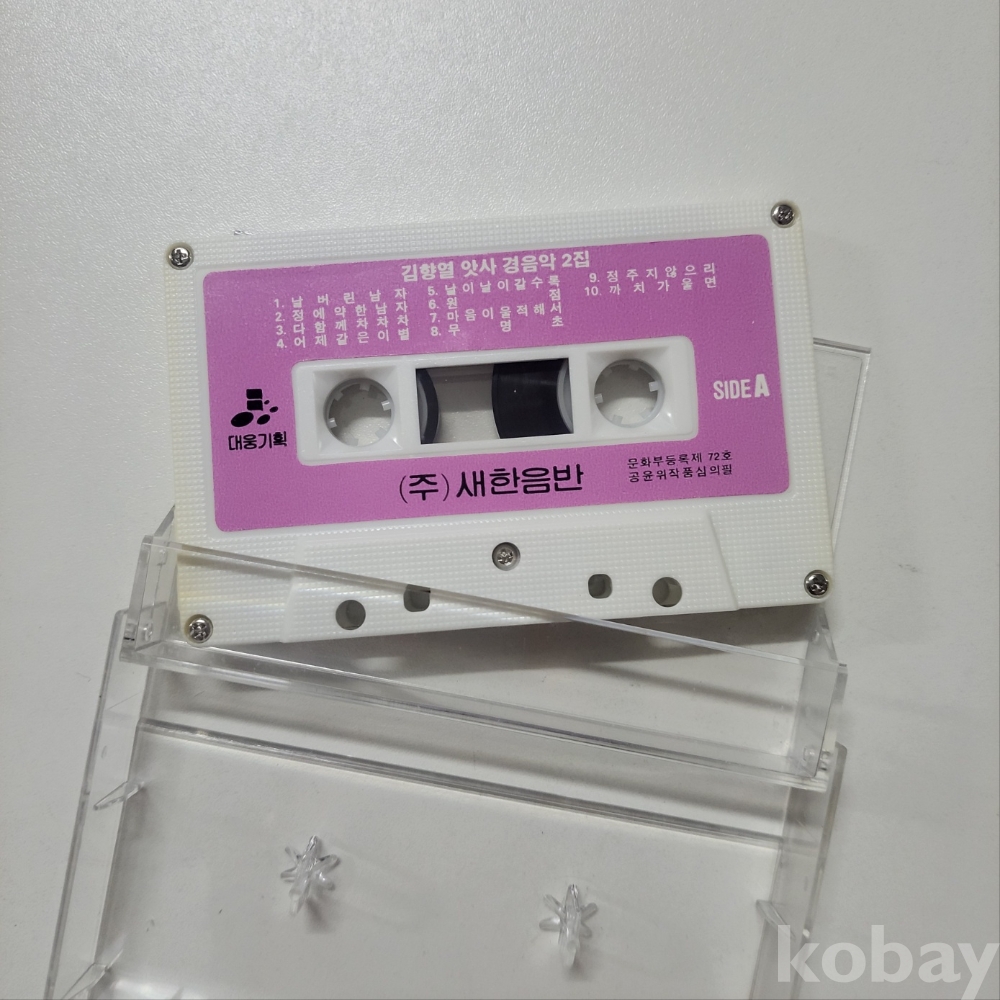 김향열 앗사 경음악 2집
1. 날버린남자
2. 정에약한남자
3. 다함께차차차
4. 어제같은이별
5. 날이날이갈수록
6. 원점
7. 마음이울적해서
8. 무명초
9. 정주지않으리
10. 까치가울면
SIDE A
대웅기획
(주)새한음반
문화부등록제 72호
공윤위작품심의필
kobay